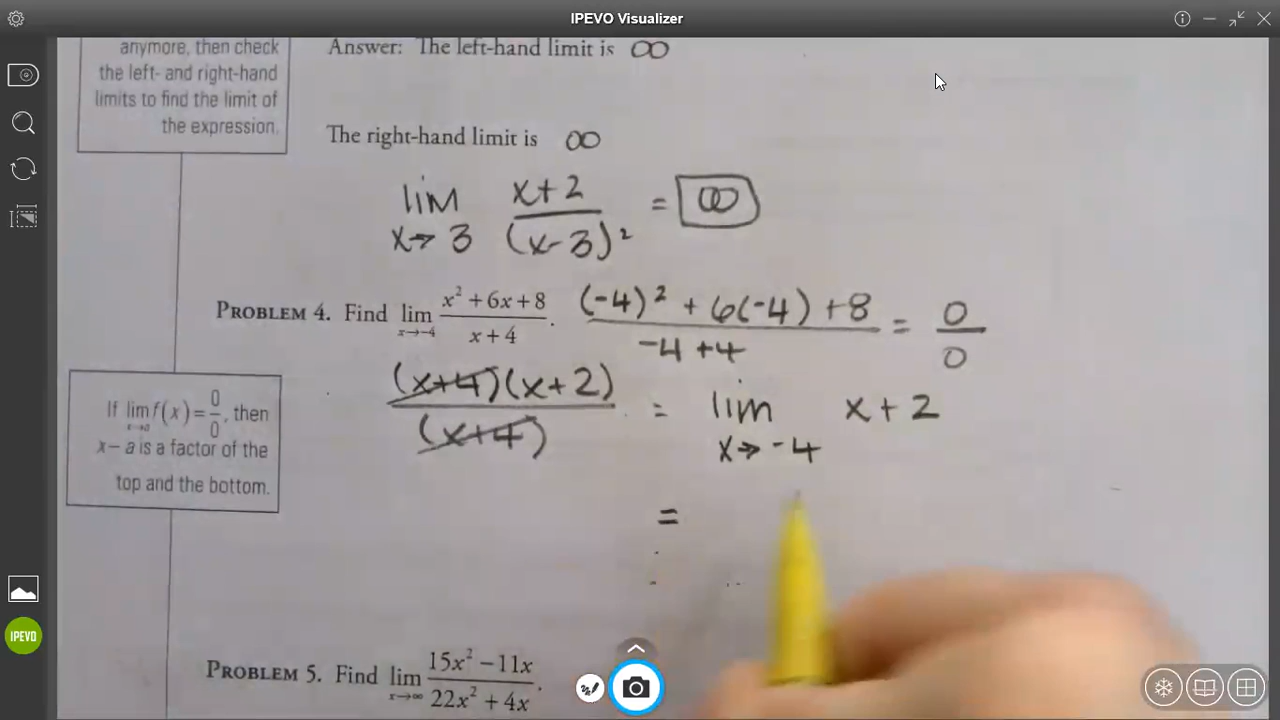 IPEVO Visualizer
anymore, then check
the left- and right-hand
limits to find the limit of
the expression.
Answer: The left-hand limit is ∞
The right-hand limit is ∞
lim x→3 (x+2)/(x-3)² = ∞
PROBLEM 4. Find lim x→-4 (x²+6x+8)/(x+4). ((-4)²+6(-4)+8)/(-4+4) = 0/0
If lim x→a f(x)=0/0, then
x-a is a factor of the
top and the bottom.
(x+4)(x+2)/(x+4) = lim x→-4 x+2
=
PROBLEM 5. Find lim x→∞ (15x²-11x)/(22x²+4x).
IPEVO